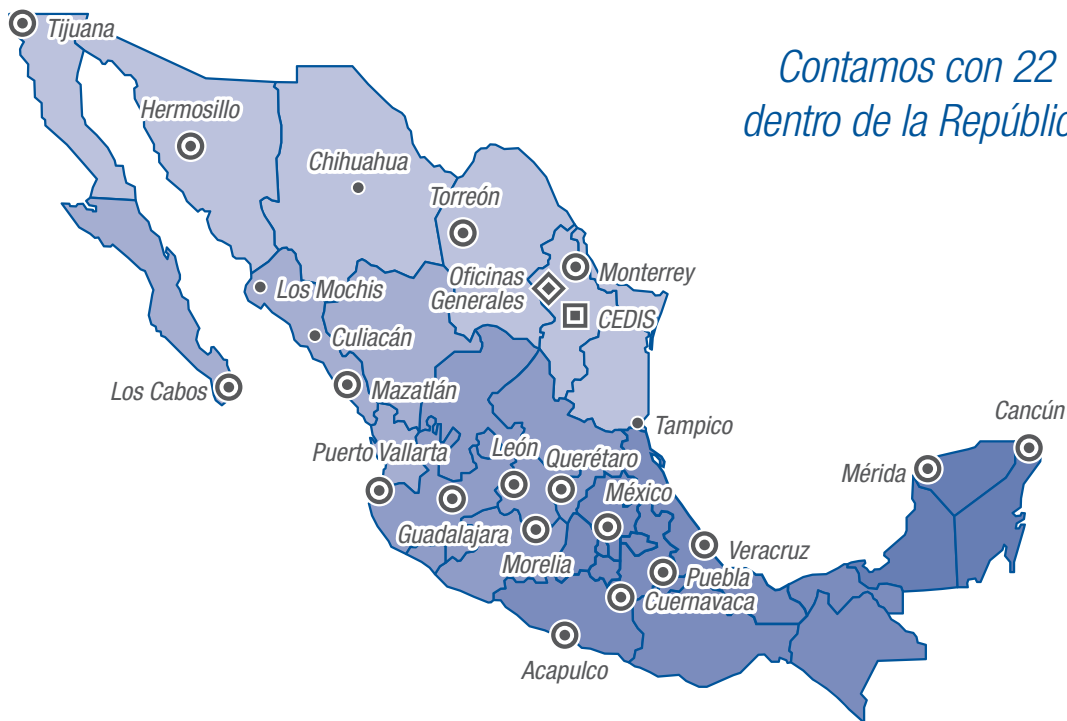 Tijuana
Contamos con 22
dentro de la Repúblic
Hermosillo
Chihuahua
Torreón
Oficinas
Generales
Monterrey
Los Mochis
CEDIS
Culiacán
Los Cabos
Mazatlán
Tampico
Cancún
Puerto Vallarta
León
Querétaro
Mérida
México
Guadalajara
Morelia
Veracruz
Puebla
Cuernavaca
Acapulco